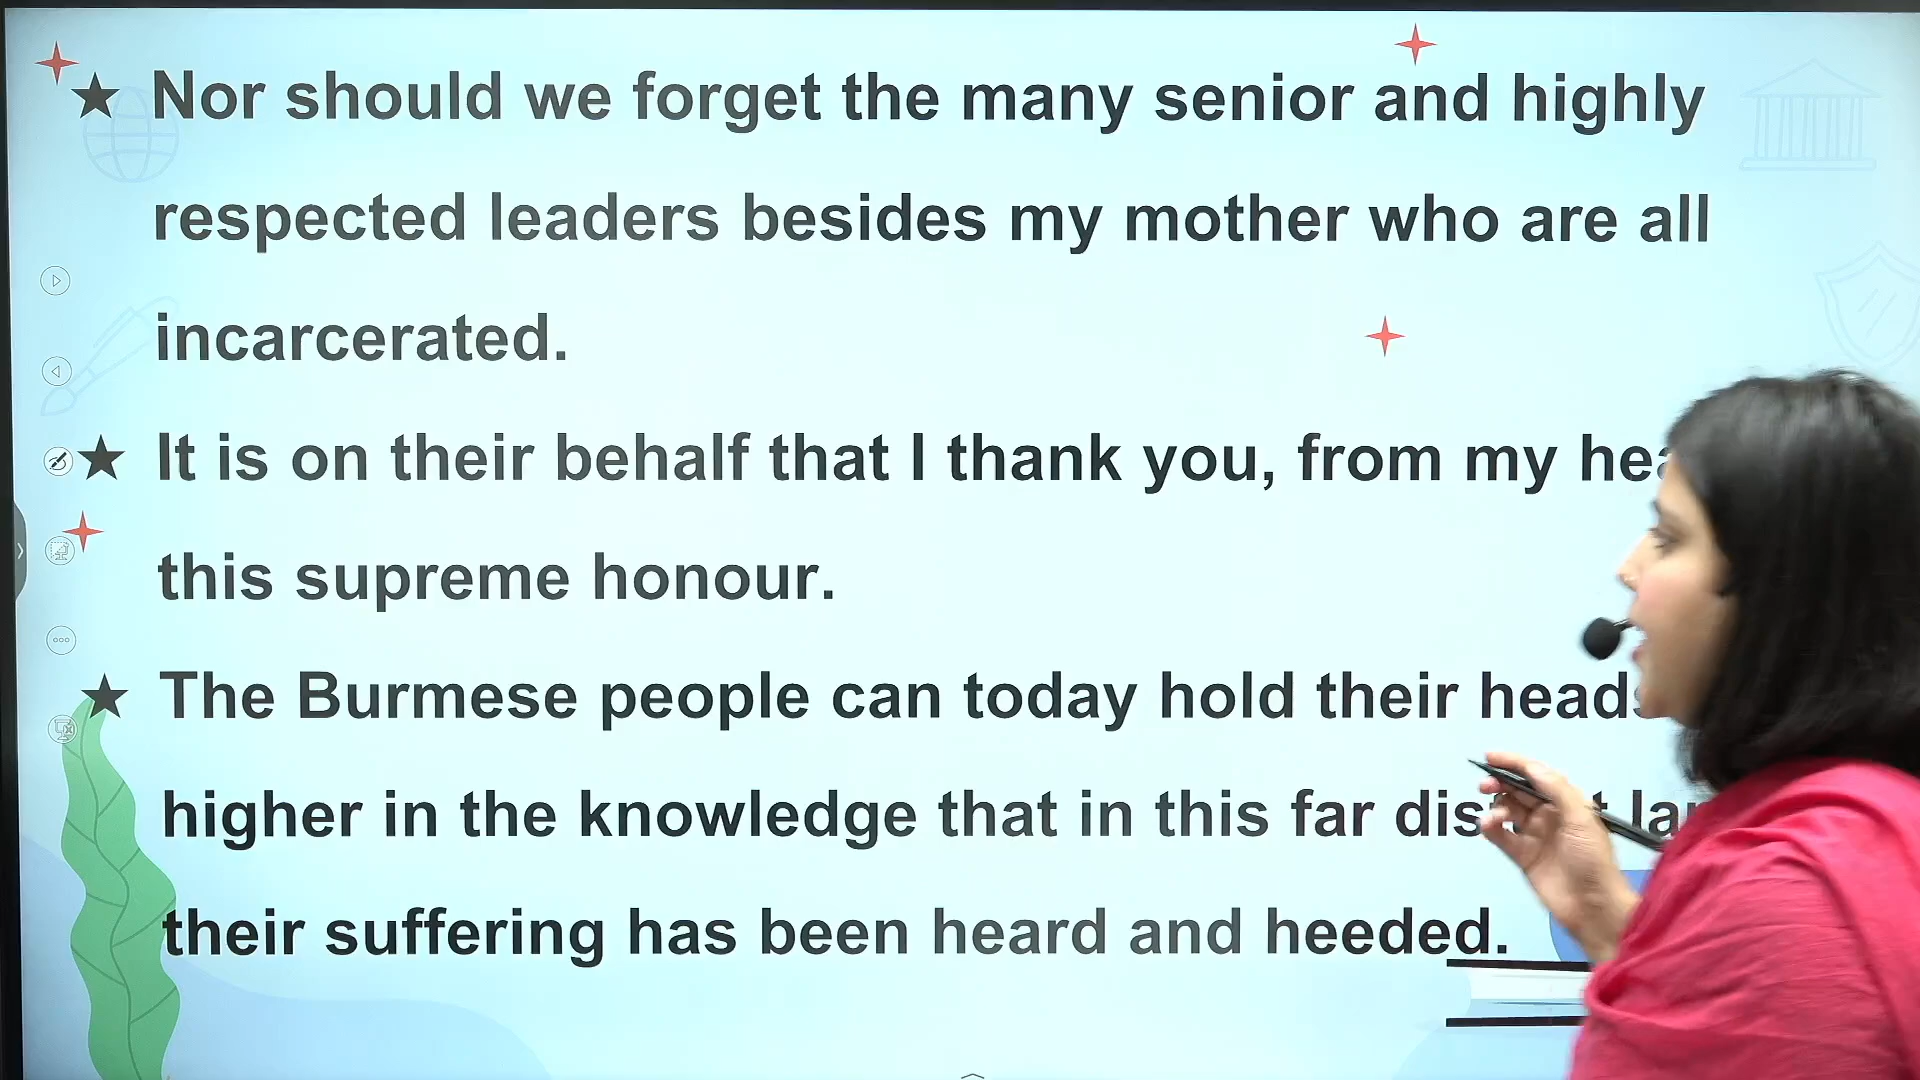 ★ Nor should we forget the many senior and highly
respected leaders besides my mother who are all
incarcerated.
★ It is on their behalf that I thank you, from my
this supreme honour.
★ The Burmese people can today hold their
higher in the knowledge that in this far
their suffering has been heard and heeded.